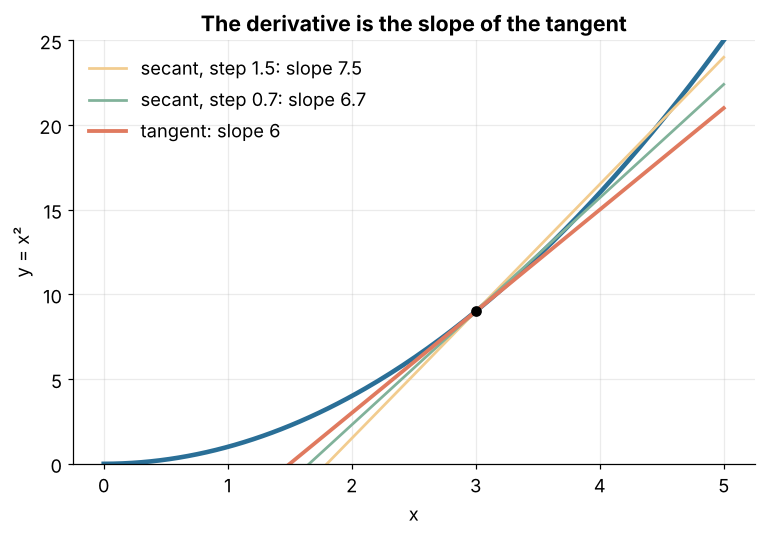 The derivative is the slope of the tangent
secant, step 1.5: slope 7.5
secant, step 0.7: slope 6.7
tangent: slope 6
y = x²
25
20
15
10
5
0
0 1 2 3 4 5
x